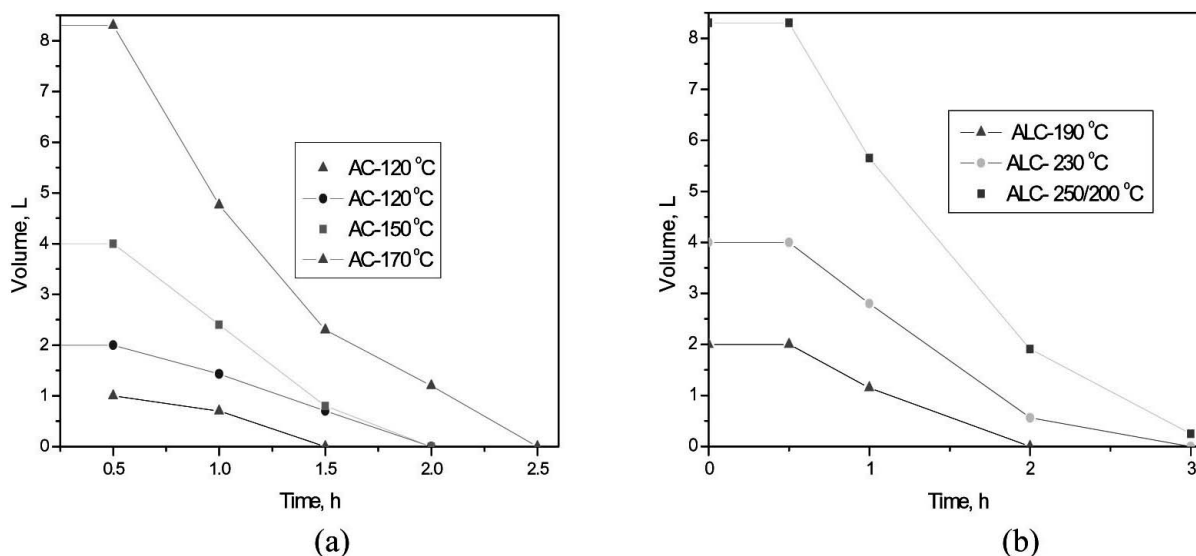 8
7
6
5
4
3
2
1
0
Volume, L
0.5 1.0 1.5 2.0 2.5
Time, h
AC-120 °C
AC-120 °C
AC-150 °C
AC-170 °C
(a)
8
7
6
5
4
3
2
1
0
Volume, L
0 1 2 3
Time, h
ALC-190 °C
ALC- 230 °C
ALC- 250/200 °C
(b)